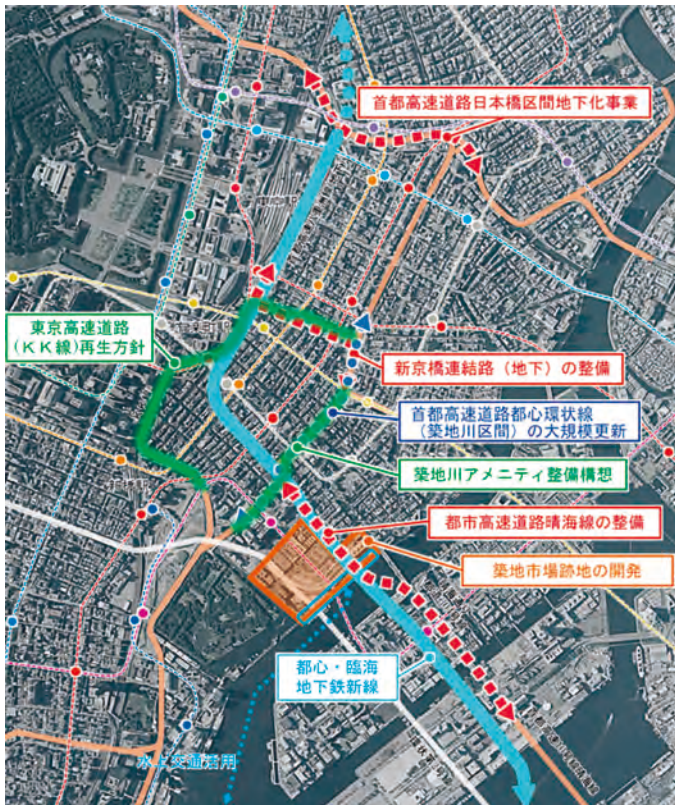 首都高速道路日本橋区間地下化事業
東京高速道路
(KK線)再生方針
新京橋連結路（地下）の整備
首都高速道路都心環状線
（築地川区間）の大規模更新
築地川アメニティ整備構想
都市高速道路晴海線の整備
築地市場跡地の開発
都心・臨海
地下鉄新線
水上交通活用